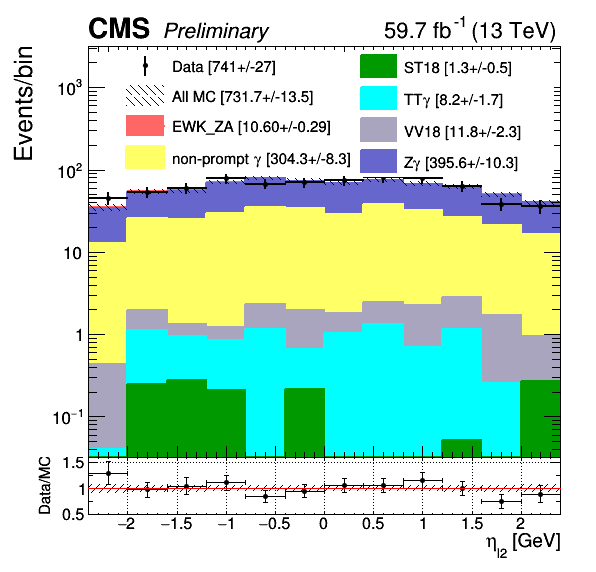 CMS Preliminary 59.7 fb⁻¹ (13 TeV)
Events/bin
Data [741+/-27]
All MC [731.7+/-13.5]
EWK_ZA [10.60+/-0.29]
non-prompt γ [304.3+/-8.3]
ST18 [1.3+/-0.5]
TTγ [8.2+/-1.7]
VV18 [11.8+/-2.3]
Zγ [395.6+/-10.3]
10³
10²
10
1
10⁻¹
Data/MC
1.5
1
0.5
−2 −1.5 −1 −0.5 0 0.5 1 1.5 2
η_l2 [GeV]